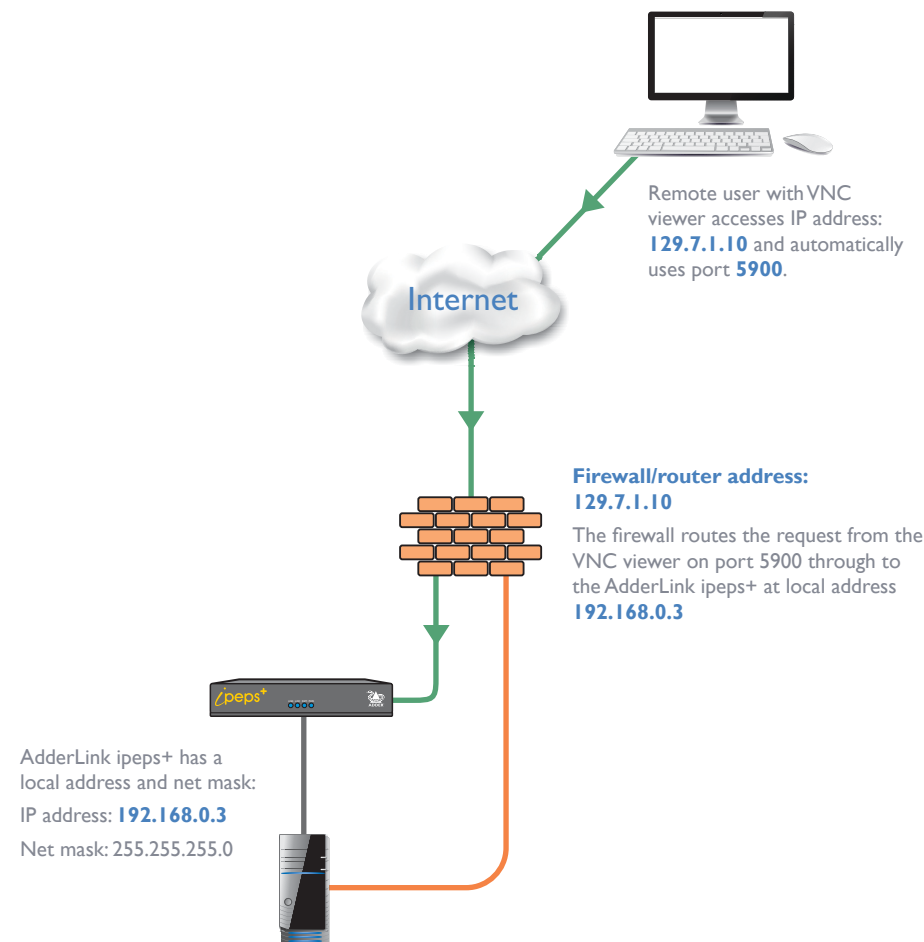 Remote user with VNC
viewer accesses IP address:
129.7.1.10 and automatically
uses port 5900.
Internet
Firewall/router address:
129.7.1.10
The firewall routes the request from the
VNC viewer on port 5900 through to
the AdderLink ipeps+ at local address
192.168.0.3
ipeps+
ADDER
AdderLink ipeps+ has a
local address and net mask:
IP address: 192.168.0.3
Net mask: 255.255.255.0